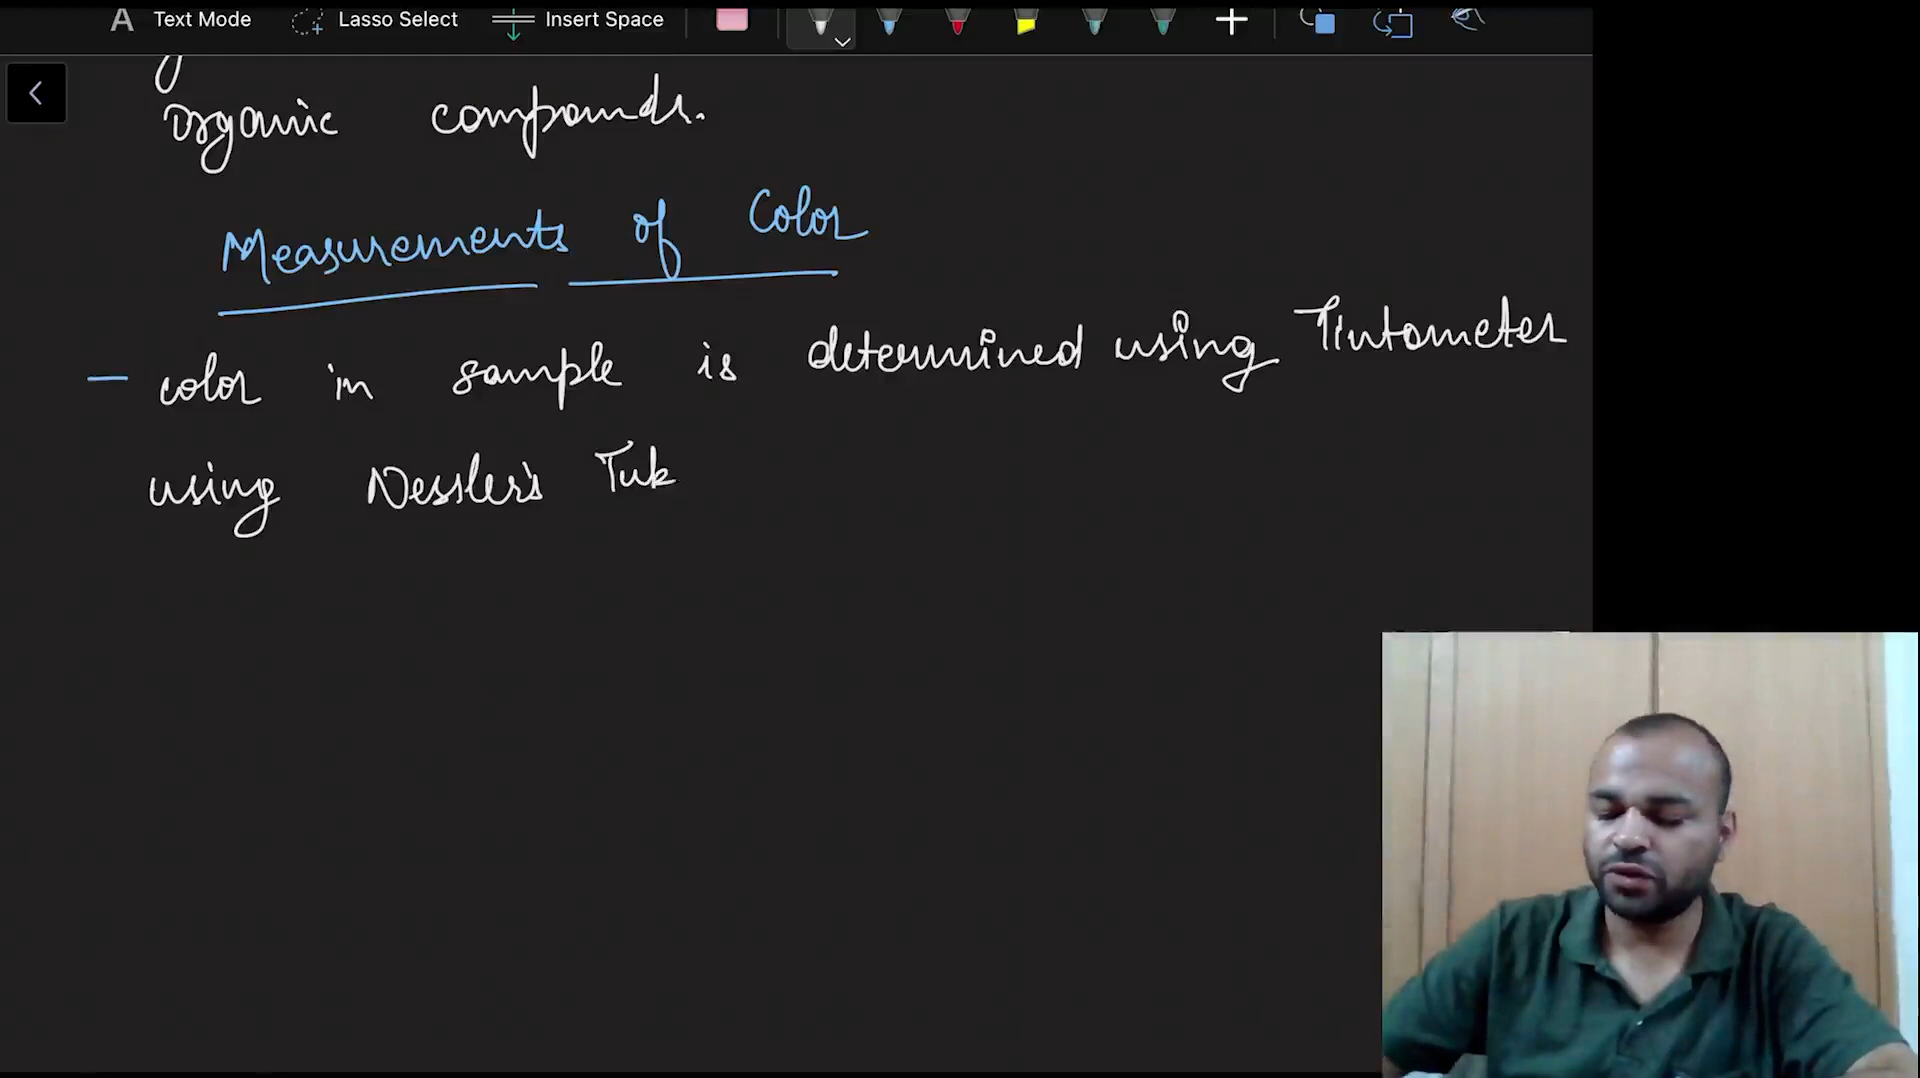 Text Mode Lasso Select Insert Space
organic compounds.
Measurements of Color
- color in sample is determined using Tintometer
using Nessler's Tub